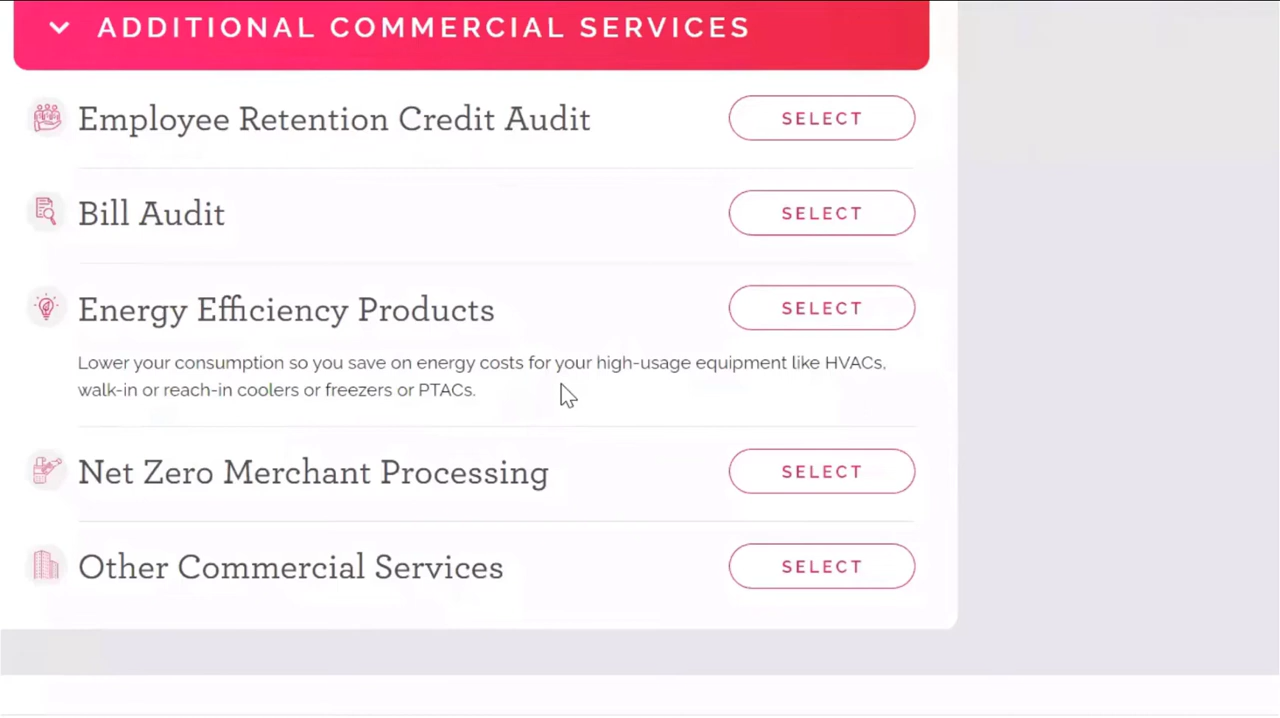 ADDITIONAL COMMERCIAL SERVICES
Employee Retention Credit Audit
SELECT
Bill Audit
SELECT
Energy Efficiency Products
SELECT
Lower your consumption so you save on energy costs for your high-usage equipment like HVACs,
walk-in or reach-in coolers or freezers or PTACs.
Net Zero Merchant Processing
SELECT
Other Commercial Services
SELECT